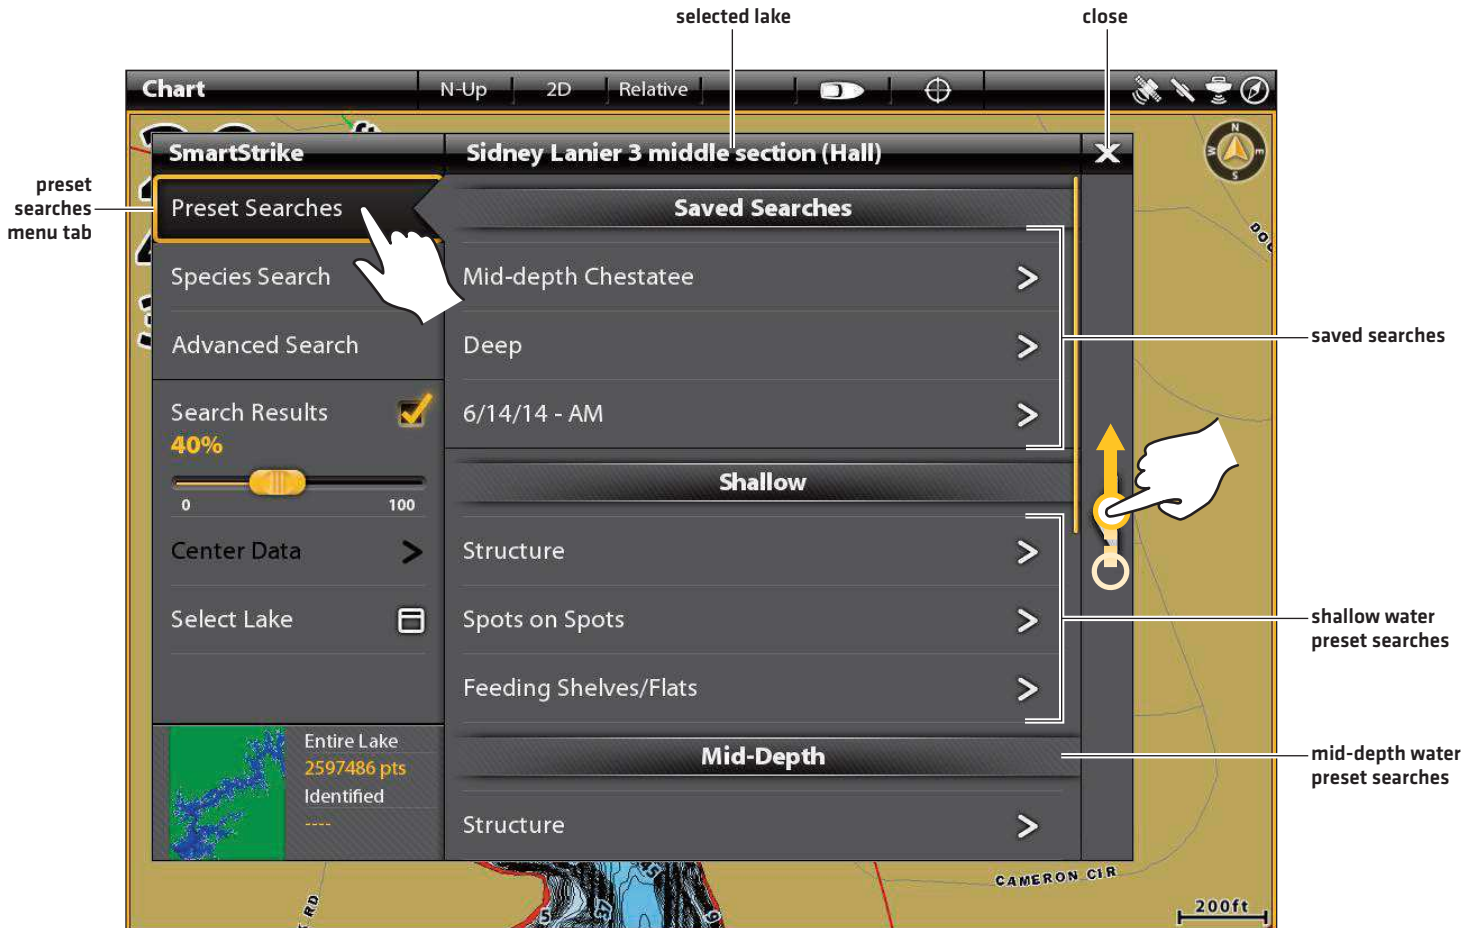 selected lake
close
Chart
N-Up
2D
Relative
N
W
E
S
SmartStrike
Sidney Lanier 3 middle section (Hall)
preset
searches
menu tab
Preset Searches
Saved Searches
Species Search
Mid-depth Chestatee
Advanced Search
Deep
saved searches
Search Results
40%
6/14/14 - AM
0
100
Shallow
Center Data
Structure
Select Lake
Spots on Spots
shallow water
preset searches
Feeding Shelves/Flats
Entire Lake
2597486 pts
Identified
----
Mid-Depth
mid-depth water
preset searches
Structure
CAMERON CIR
RD
45
5
200ft